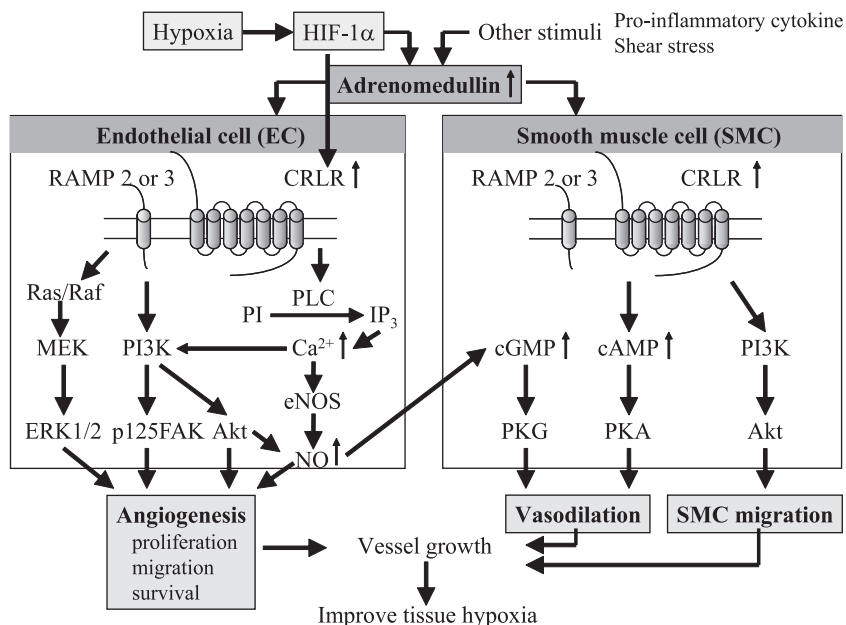 Hypoxia
HIF-1α
Other stimuli
Pro-inflammatory cytokine
Shear stress
Adrenomedullin
Endothelial cell (EC)
RAMP 2 or 3
CRLR
Ras/Raf
PLC
PI
IP₃
MEK
PI3K
Ca²⁺
eNOS
ERK1/2
p125FAK
Akt
NO
Smooth muscle cell (SMC)
RAMP 2 or 3
CRLR
cGMP
cAMP
PI3K
PKG
PKA
Akt
Angiogenesis
proliferation
migration
survival
Vasodilation
SMC migration
Vessel growth
Improve tissue hypoxia